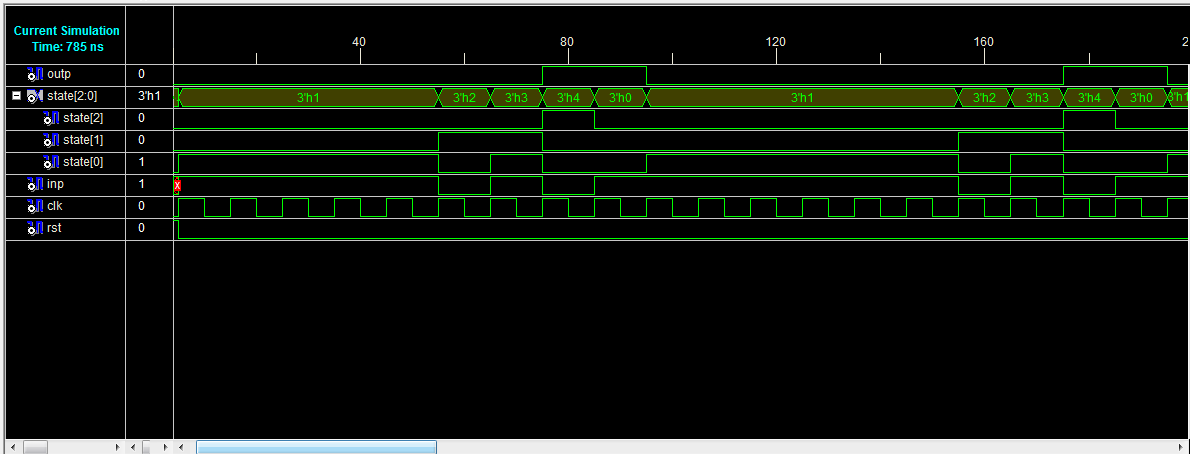 Current Simulation
Time: 785 ns
40 80 120 160 2
outp 0
state[2:0] 3'h1 3'h1 3'h2 3'h3 3'h4 3'h0 3'h1 3'h2 3'h3 3'h4 3'h0 3'h1
state[2] 0
state[1] 0
state[0] 1
inp 1 X
clk 0
rst 0